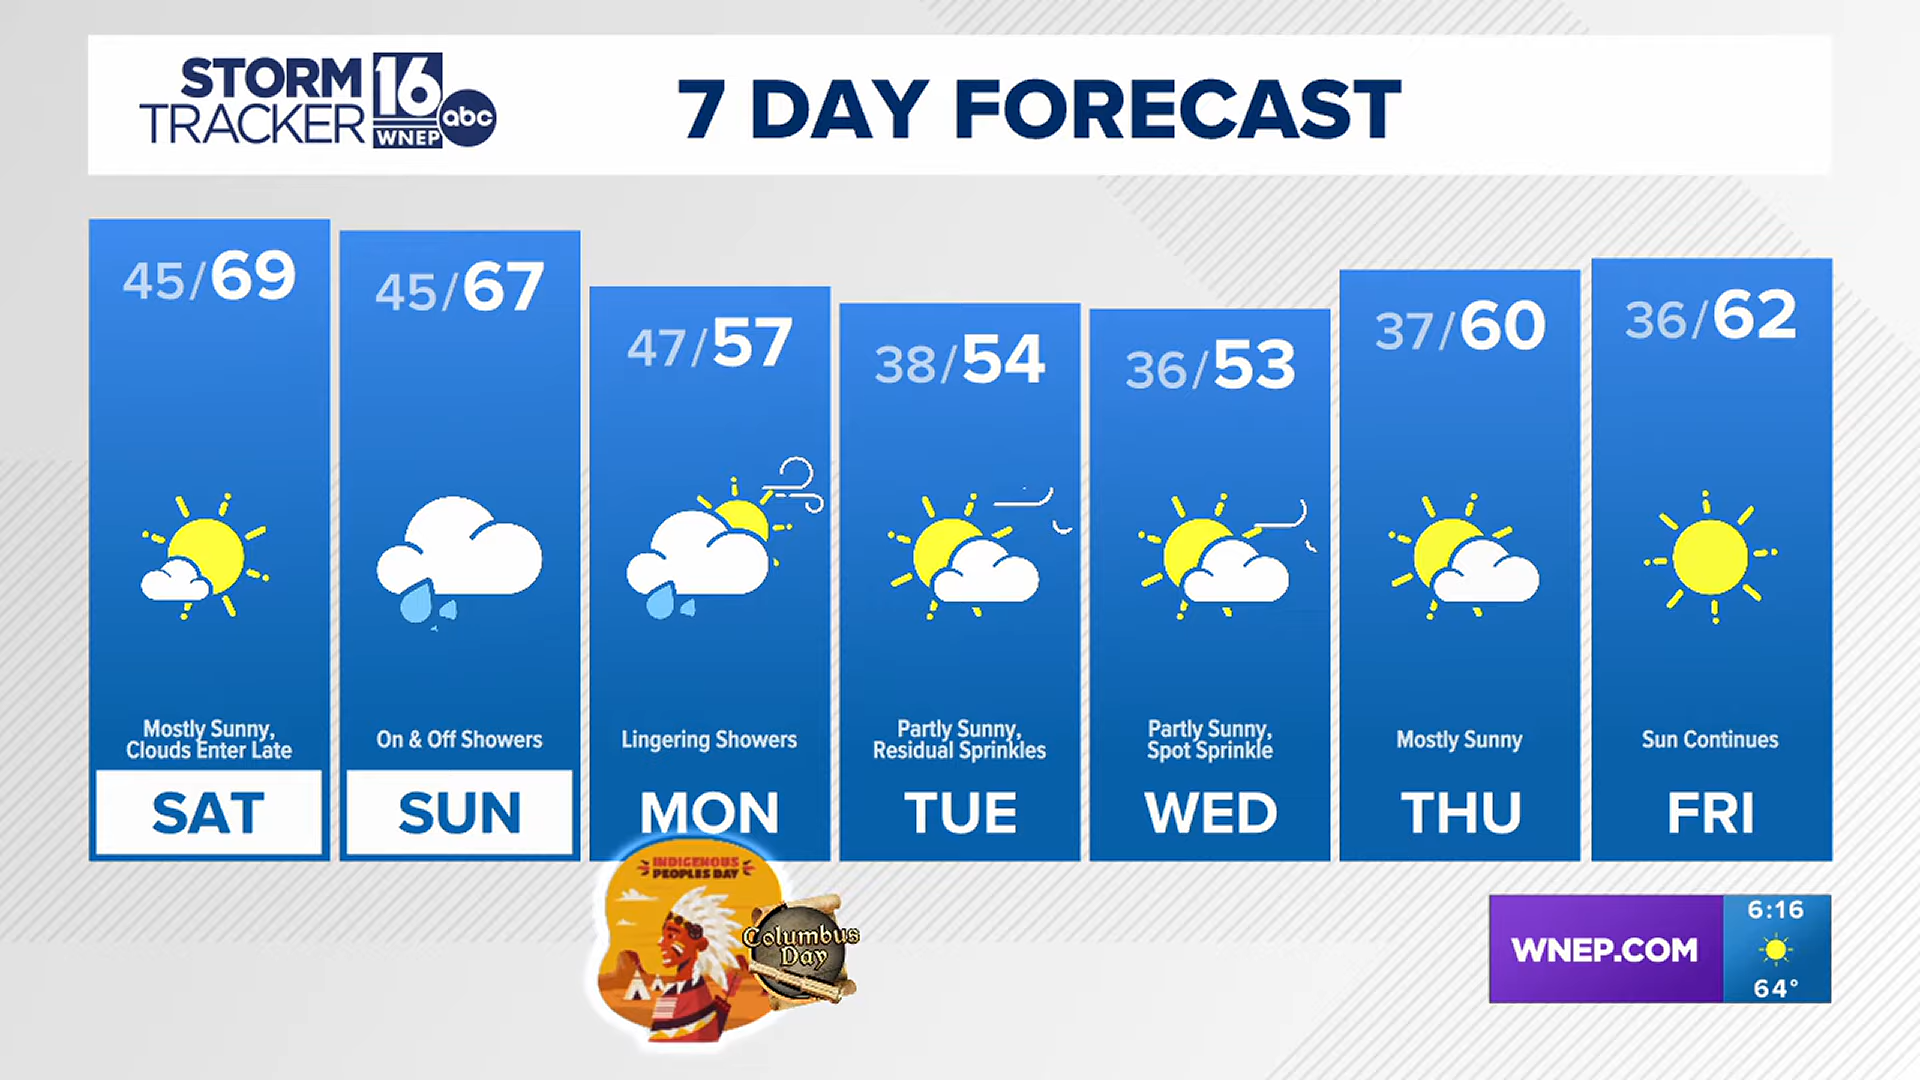 STORM
TRACKER
16
WNEP
abc
7 DAY FORECAST
45/69
45/67
47/57
38/54
36/53
37/60
36/62
Mostly Sunny,
Clouds Enter Late
On & Off Showers
Lingering Showers
Partly Sunny,
Residual Sprinkles
Partly Sunny,
Spot Sprinkle
Mostly Sunny
Sun Continues
SAT
SUN
MON
TUE
WED
THU
FRI
INDIGENOUS
PEOPLES DAY
Columbus
Day
WNEP.COM
6:16
64°